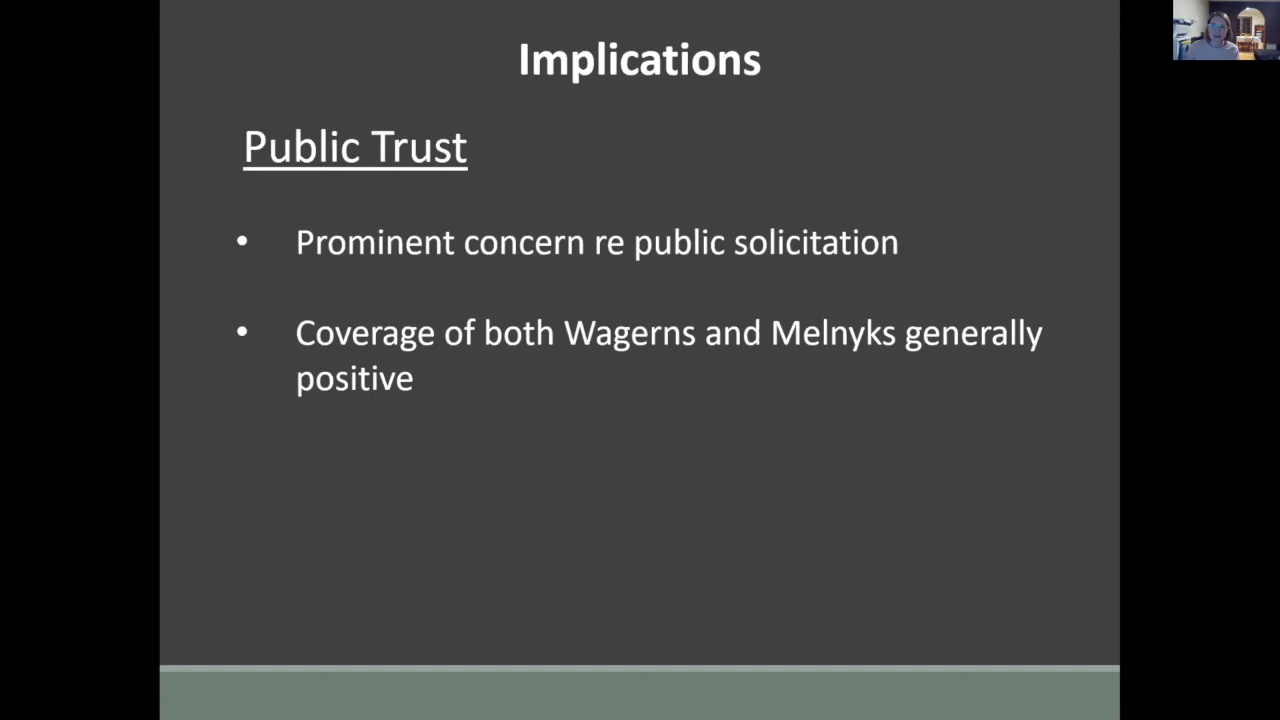 Implications
Public Trust
• Prominent concern re public solicitation
• Coverage of both Wagerns and Melnyks generally
positive